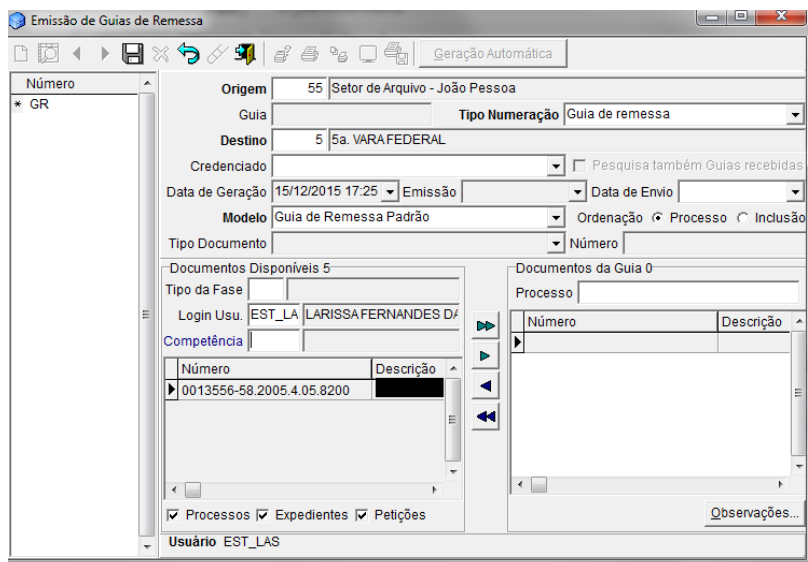 Emissão de Guias de Remessa
Geração Automática
Número
* GR
Origem 55 Setor de Arquivo - João Pessoa
Guia Tipo Numeração Guia de remessa
Destino 5 5a. VARA FEDERAL
Credenciado Pesquisa também Guias recebidas
Data de Geração 15/12/2015 17:25 Emissão Data de Envio
Modelo Guia de Remessa Padrão Ordenação Processo Inclusão
Tipo Documento Número
Documentos Disponíveis 5
Tipo da Fase
Login Usu. EST_LA LARISSA FERNANDES DA
Competência
Número Descrição
0013556-58.2005.4.05.8200
Processos Expedientes Petições
Documentos da Guia 0
Processo
Número Descrição
Observações...
Usuário EST_LAS